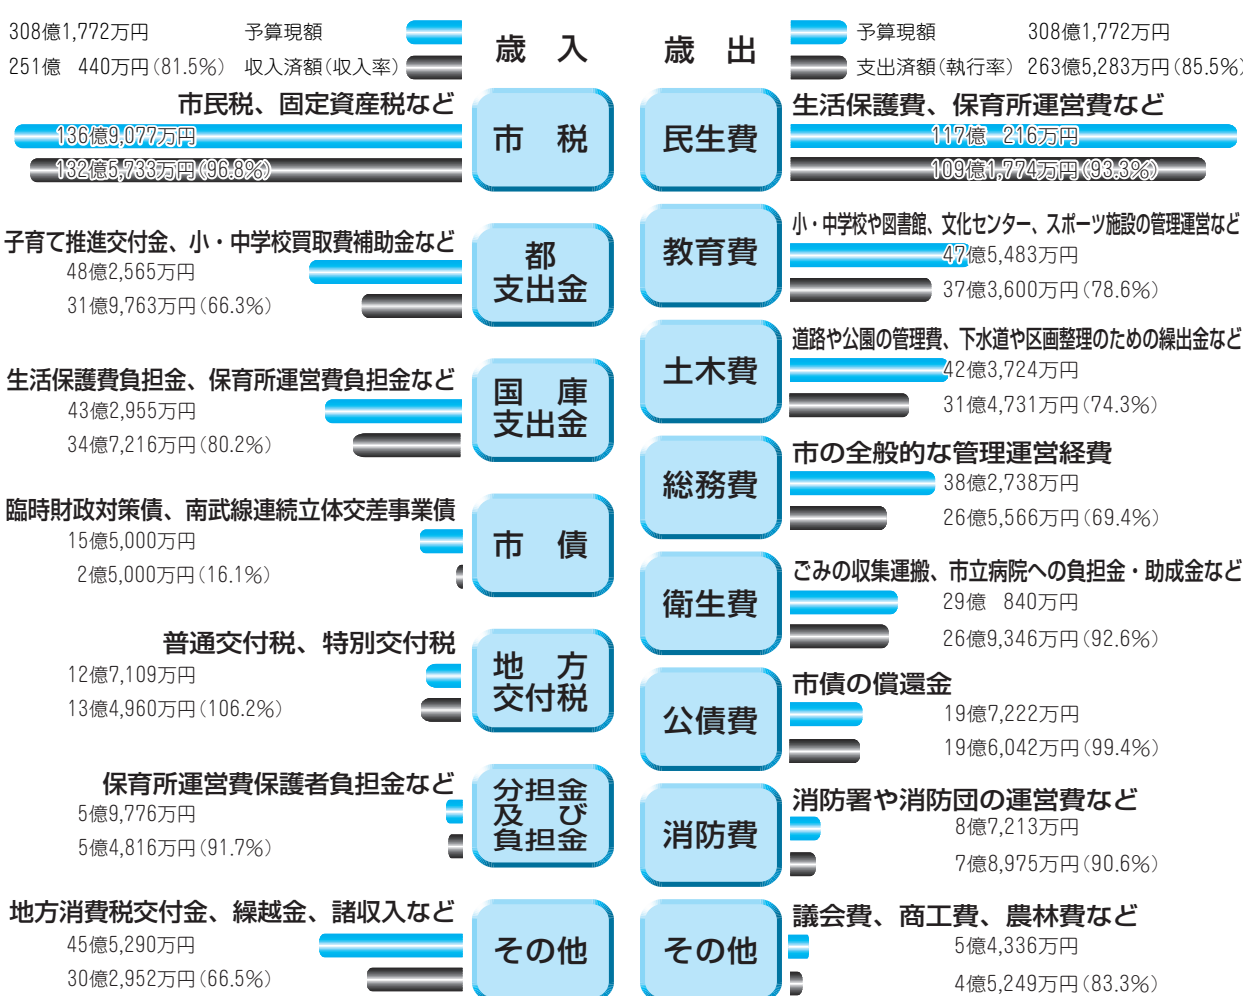 308億1,772万円 予算現額
251億 440万円(81.5%) 収入済額(収入率)
歳 入
市民税、固定資産税など
136億9,077万円
132億5,733万円(96.8%)
市 税
子育て推進交付金、小・中学校買取費補助金など
48億2,565万円
31億9,763万円(66.3%)
都
支出金
生活保護費負担金、保育所運営費負担金など
43億2,955万円
34億7,216万円(80.2%)
国 庫
支出金
臨時財政対策債、南武線連続立体交差事業債
15億5,000万円
2億5,000万円(16.1%)
市 債
普通交付税、特別交付税
12億7,109万円
13億4,960万円(106.2%)
地 方
交付税
保育所運営費保護者負担金など
5億9,776万円
5億4,816万円(91.7%)
分担金
及 び
負担金
地方消費税交付金、繰越金、諸収入など
45億5,290万円
30億2,952万円(66.5%)
その他
歳 出
予算現額 308億1,772万円
支出済額(執行率) 263億5,283万円(85.5%)
民生費
生活保護費、保育所運営費など
117億 216万円
109億1,774万円(93.3%)
教育費
小・中学校や図書館、文化センター、スポーツ施設の管理運営など
47億5,483万円
37億3,600万円(78.6%)
土木費
道路や公園の管理費、下水道や区画整理のための繰出金など
42億3,724万円
31億4,731万円(74.3%)
総務費
市の全般的な管理運営経費
38億2,738万円
26億5,566万円(69.4%)
衛生費
ごみの収集運搬、市立病院への負担金・助成金など
29億 840万円
26億9,346万円(92.6%)
公債費
市債の償還金
19億7,222万円
19億6,042万円(99.4%)
消防費
消防署や消防団の運営費など
8億7,213万円
7億8,975万円(90.6%)
その他
議会費、商工費、農林費など
5億4,336万円
4億5,249万円(83.3%)